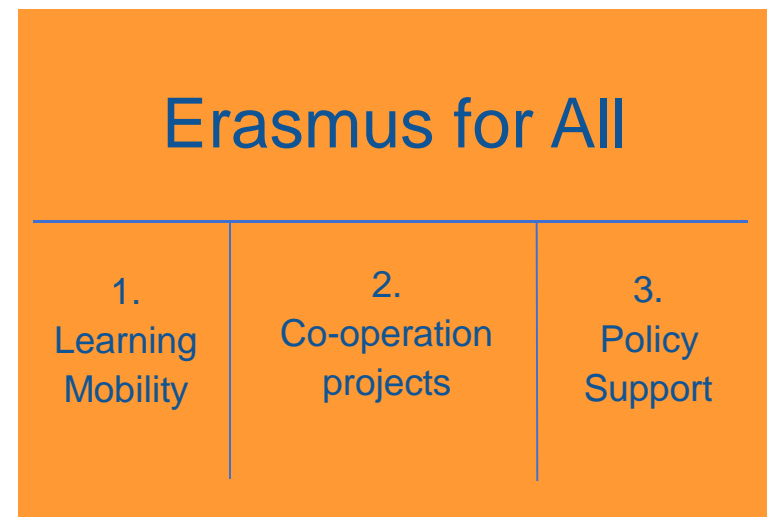 Erasmus for All
1.
Learning
Mobility
2.
Co-operation
projects
3.
Policy
Support